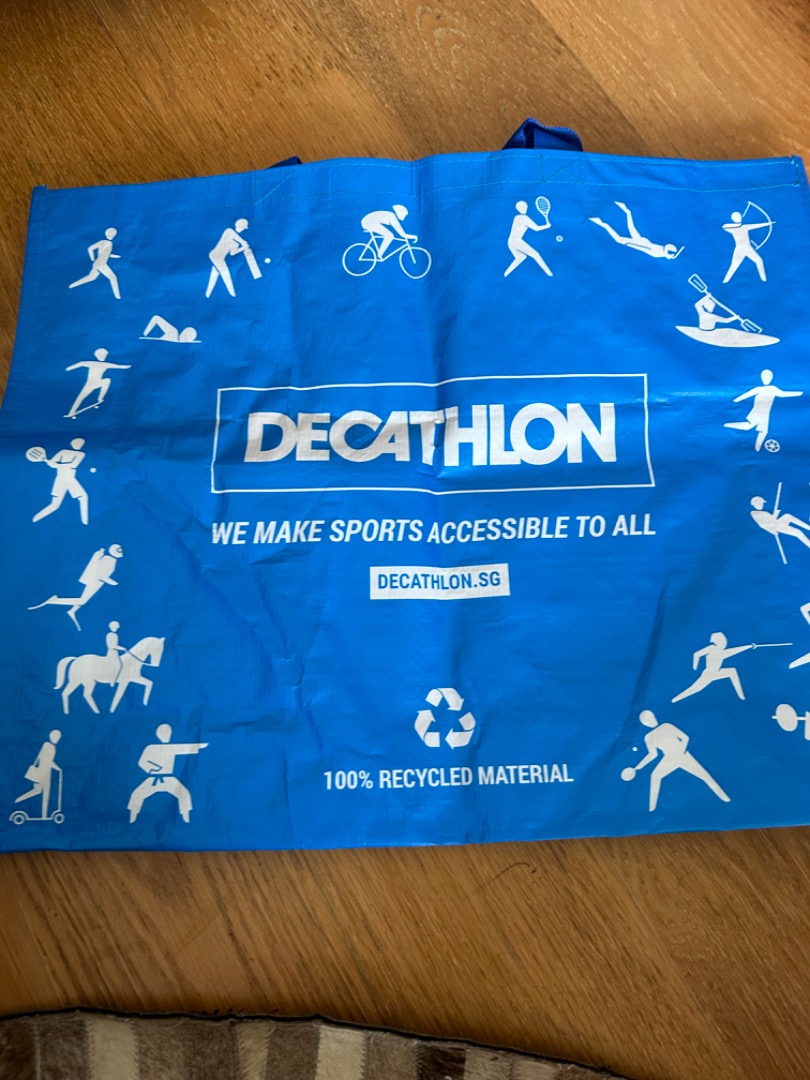 DECATHLON
WE MAKE SPORTS ACCESSIBLE TO ALL
DECATHLON.SG
100% RECYCLED MATERIAL